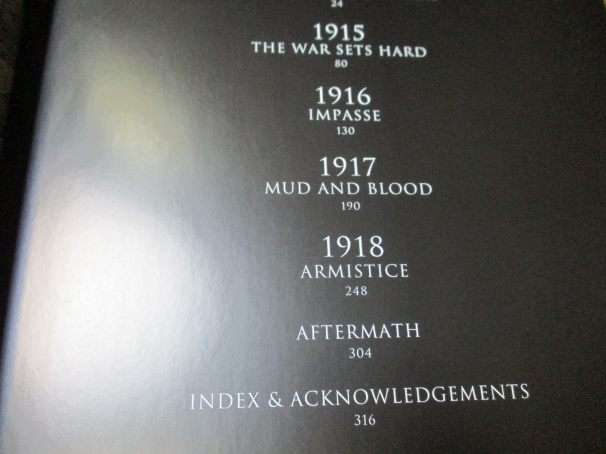 24
1915
THE WAR SETS HARD
80
1916
IMPASSE
130
1917
MUD AND BLOOD
190
1918
ARMISTICE
248
AFTERMATH
304
INDEX & ACKNOWLEDGEMENTS
316